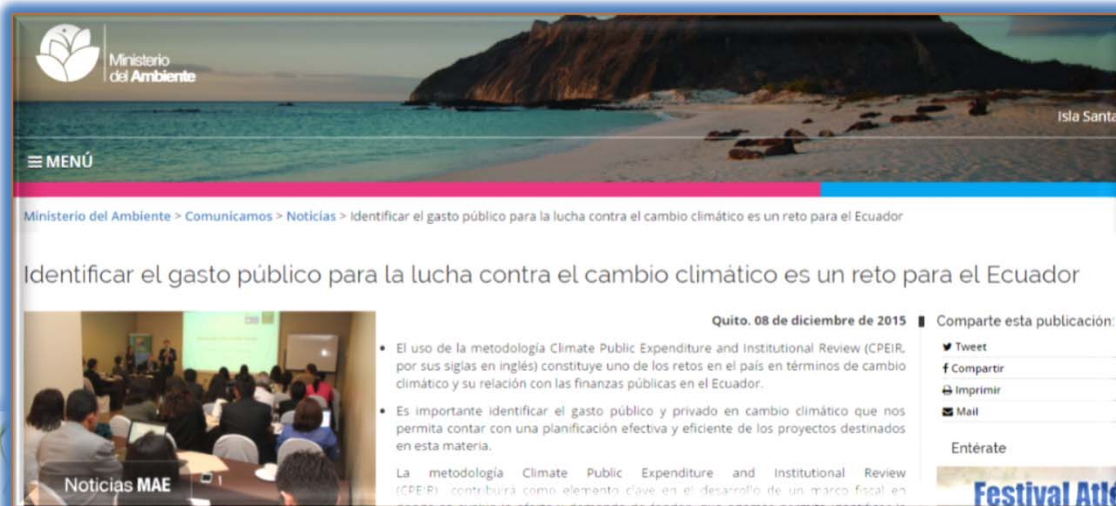 Ministerio
del Ambiente
Isla Santa
MENÚ
Ministerio del Ambiente > Comunicamos > Noticias > Identificar el gasto público para la lucha contra el cambio climático es un reto para el Ecuador
Identificar el gasto público para la lucha contra el cambio climático es un reto para el Ecuador
Noticias MAE
Quito. 08 de diciembre de 2015
• El uso de la metodología Climate Public Expenditure and Institutional Review (CPEIR,
por sus siglas en inglés) constituye uno de los retos en el país en términos de cambio
climático y su relación con las finanzas públicas en el Ecuador.
• Es importante identificar el gasto público y privado en cambio climático que nos
permita contar con una planificación efectiva y eficiente de los proyectos destinados
en esta materia.
La metodología Climate Public Expenditure and Institutional Review
(CPEIR) contribuirá como elemento clave en el desarrollo de un marco fiscal en
Comparte esta publicación:
Tweet
Compartir
Imprimir
Mail
Entérate
Festival